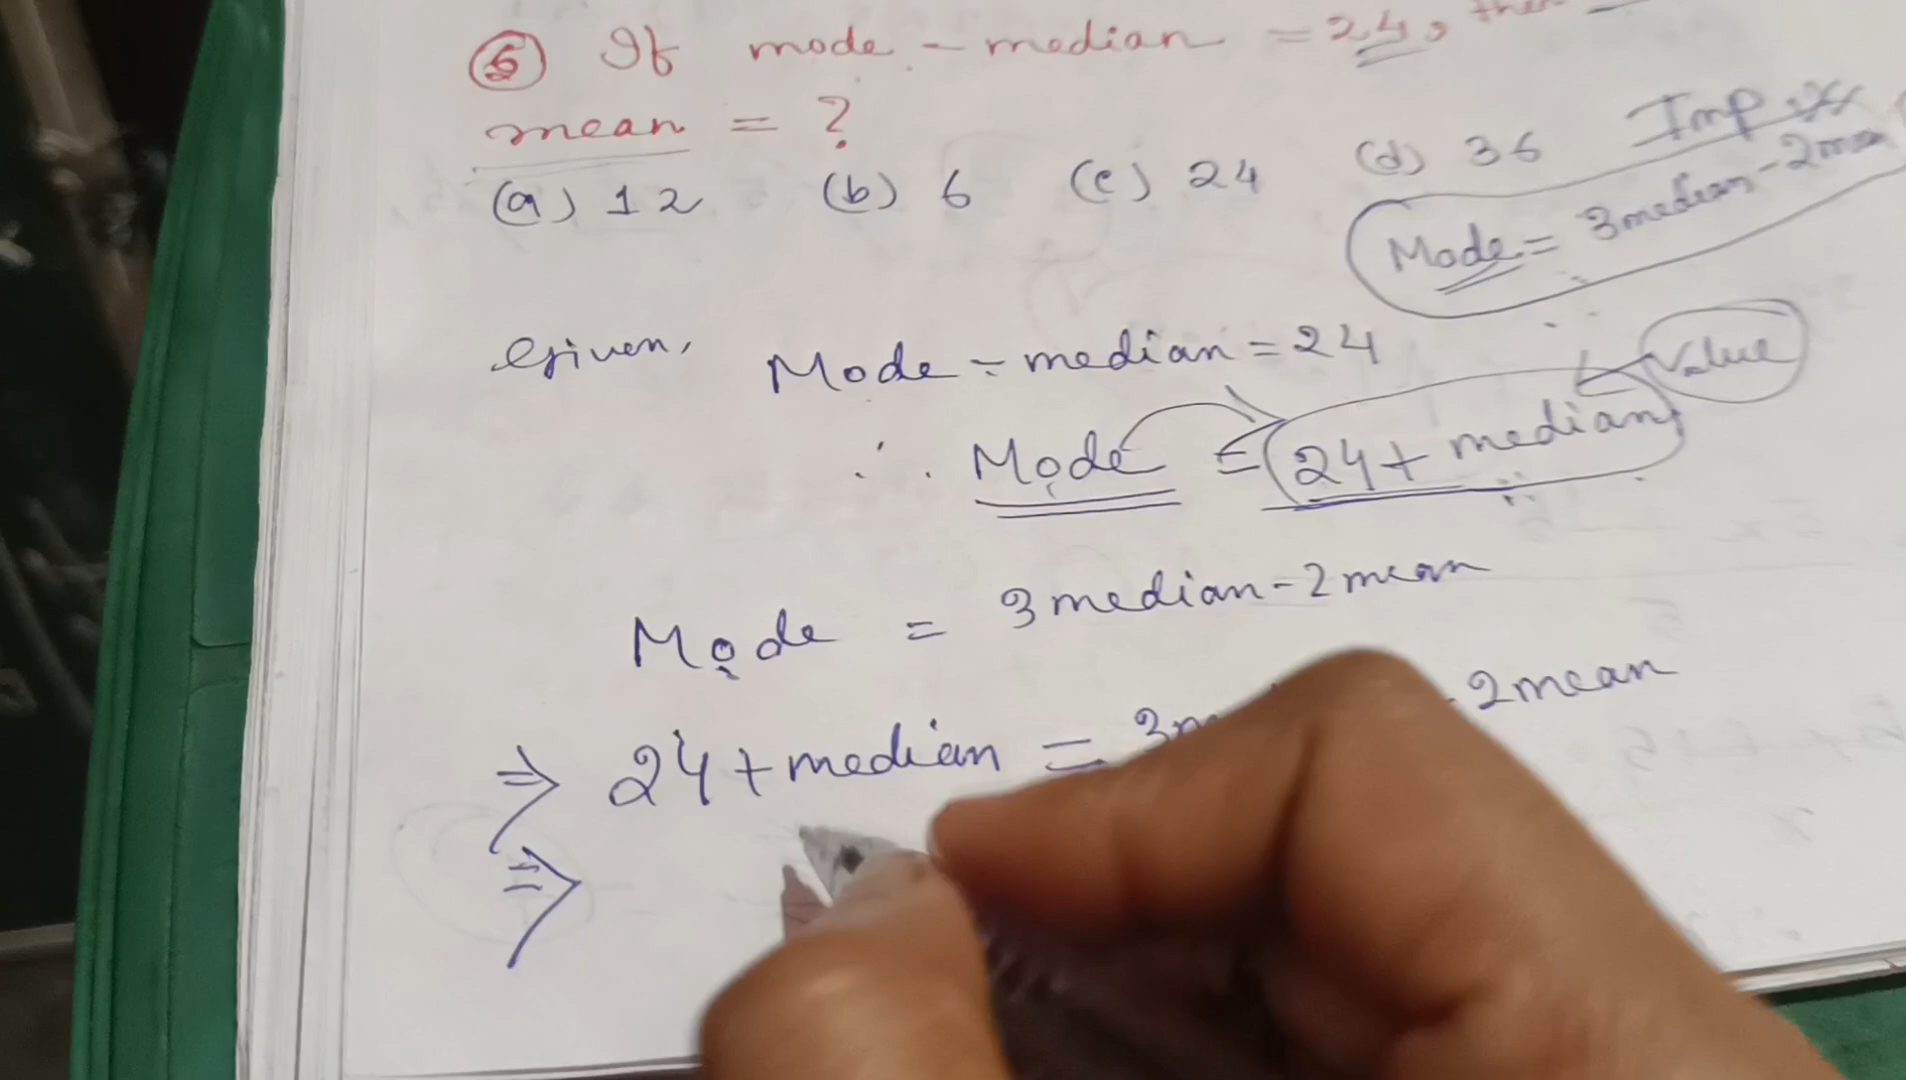 ⑤ If mode - median = 24, then
mean = ?
(a) 12 (b) 6 (c) 24 (d) 36
Imp
Mode = 3median - 2mean
Given, Mode - median = 24
Value
∴ Mode = 24 + median
Mode = 3median - 2mean
⇒ 24 + median = 3m - 2mean
⇒